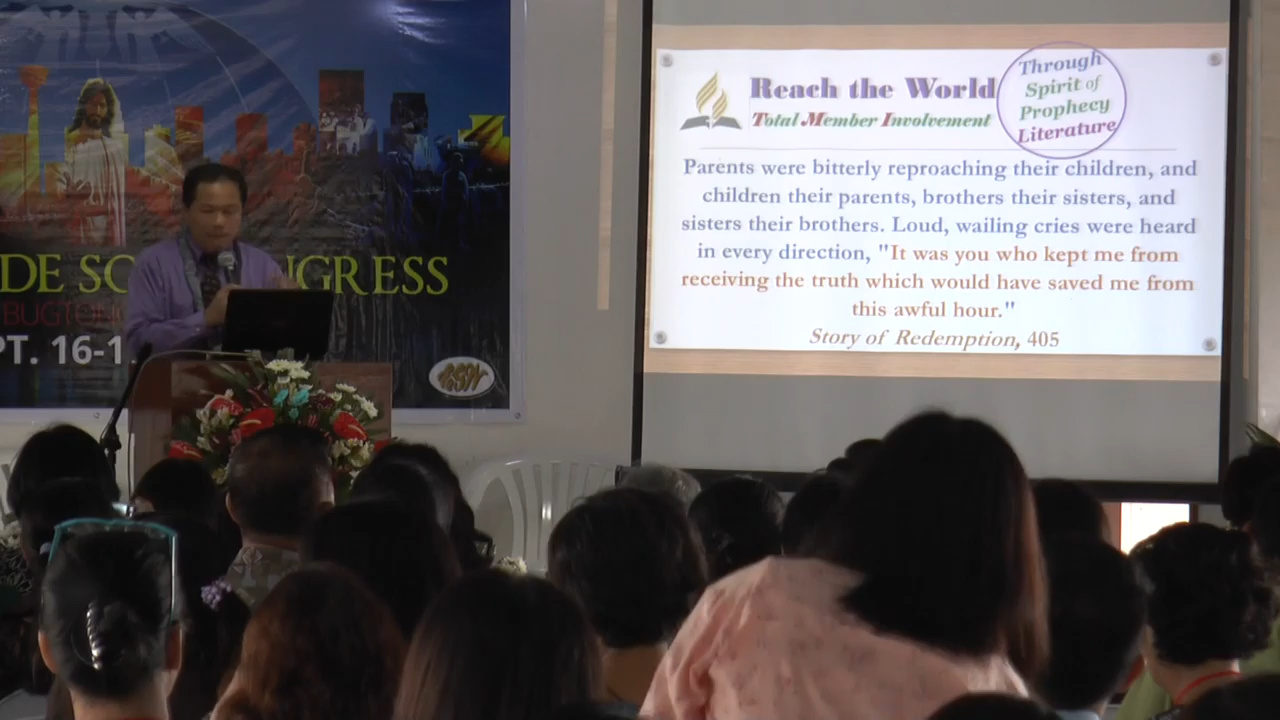 Reach the World
Total Member Involvement
Through
Spirit of
Prophecy
Literature
Parents were bitterly reproaching their children, and
children their parents, brothers their sisters, and
sisters their brothers. Loud, wailing cries were heard
in every direction, "It was you who kept me from
receiving the truth which would have saved me from
this awful hour."
Story of Redemption, 405
DE SC NGRESS
BUGTON
PT. 16-1